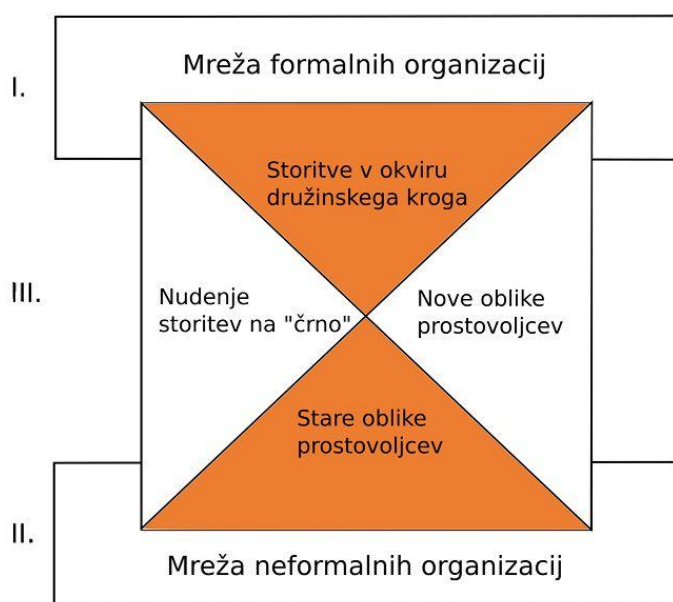 Mreža formalnih organizacij
I.
Storitve v okviru
družinskega kroga
III.
Nudenje
storitev na "črno"
Nove oblike
prostovoljcev
Stare oblike
prostovoljcev
II.
Mreža neformalnih organizacij